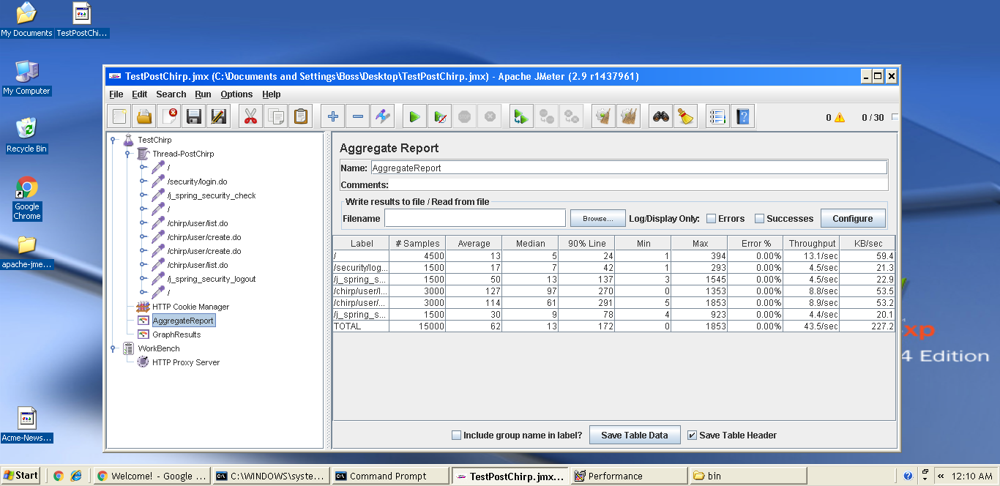 My Documents
TestPostChi...
My Computer
Recycle Bin
Google
Chrome
apache-jme...
Acme-News...
TestPostChirp.jmx (C:\Documents and Settings\Boss\Desktop\TestPostChirp.jmx) - Apache JMeter (2.9 r1437961)
File Edit Search Run Options Help
0 0 / 30
TestChirp
Thread-PostChirp
/
/security/login.do
/j_spring_security_check
/
/chirp/user/list.do
/chirp/user/create.do
/chirp/user/create.do
/chirp/user/list.do
/j_spring_security_logout
/
HTTP Cookie Manager
AggregateReport
GraphResults
WorkBench
HTTP Proxy Server
Aggregate Report
Name: AggregateReport
Comments:
Write results to file / Read from file
Filename Browse... Log/Display Only: Errors Successes Configure
Label # Samples Average Median 90% Line Min Max Error % Throughput KB/sec
/ 4500 13 5 24 1 394 0.00% 13.1/sec 59.4
/security/log... 1500 17 7 42 1 293 0.00% 4.5/sec 21.3
/j_spring_s... 1500 50 13 137 3 1545 0.00% 4.5/sec 22.9
/chirp/user/l... 3000 127 97 270 0 1353 0.00% 8.8/sec 53.5
/chirp/user/... 3000 114 61 291 5 1853 0.00% 8.9/sec 53.2
/j_spring_s... 1500 30 9 78 4 923 0.00% 4.4/sec 20.1
TOTAL 15000 62 13 172 0 1853 0.00% 43.5/sec 227.2
Include group name in label? Save Table Data Save Table Header
xp
4 Edition
Start Welcome! - Google ... C:\WINDOWS\syste... Command Prompt TestPostChirp.jmx... Performance bin « 12:10 AM